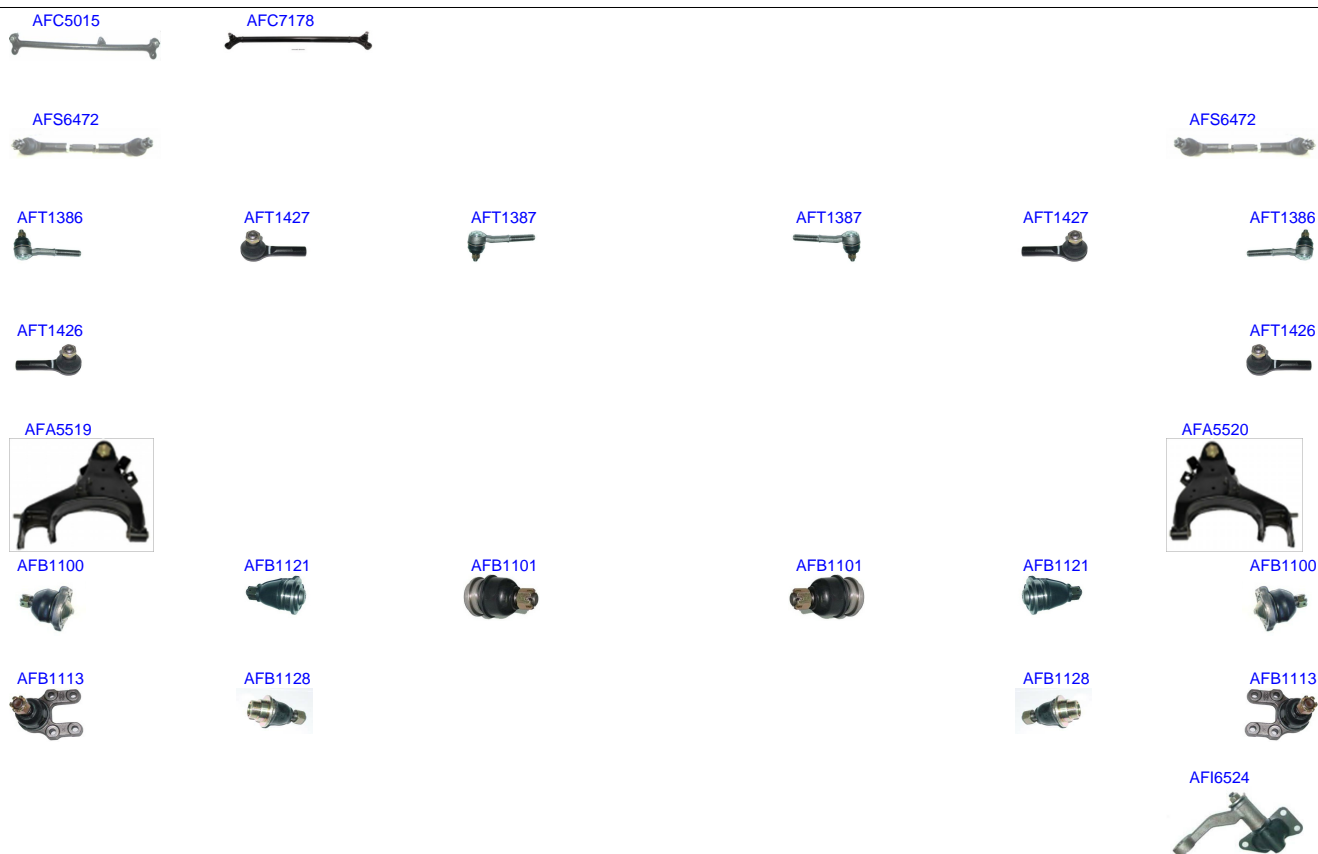 AFC5015 AFC7178
AFS6472 AFS6472
AFT1386 AFT1427 AFT1387 AFT1387 AFT1427 AFT1386
AFT1426 AFT1426
AFA5519 AFA5520
AFB1100 AFB1121 AFB1101 AFB1101 AFB1121 AFB1100
AFB1113 AFB1128 AFB1128 AFB1113
AFI6524